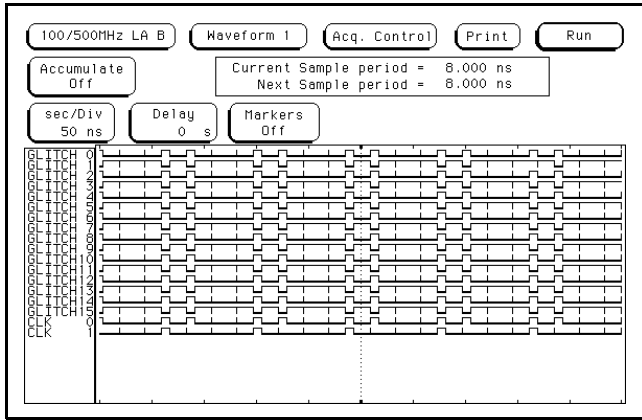 100/500MHz LA B Waveform 1 Acq. Control Print Run
Accumulate
Off
Current Sample period = 8.000 ns
Next Sample period = 8.000 ns
sec/Div
50 ns
Delay
0 s
Markers
Off
GLITCH 0
GLITCH 1
GLITCH 2
GLITCH 3
GLITCH 4
GLITCH 5
GLITCH 6
GLITCH 7
GLITCH 8
GLITCH 9
GLITCH10
GLITCH11
GLITCH12
GLITCH13
GLITCH14
GLITCH15
CLK 0
CLK 1